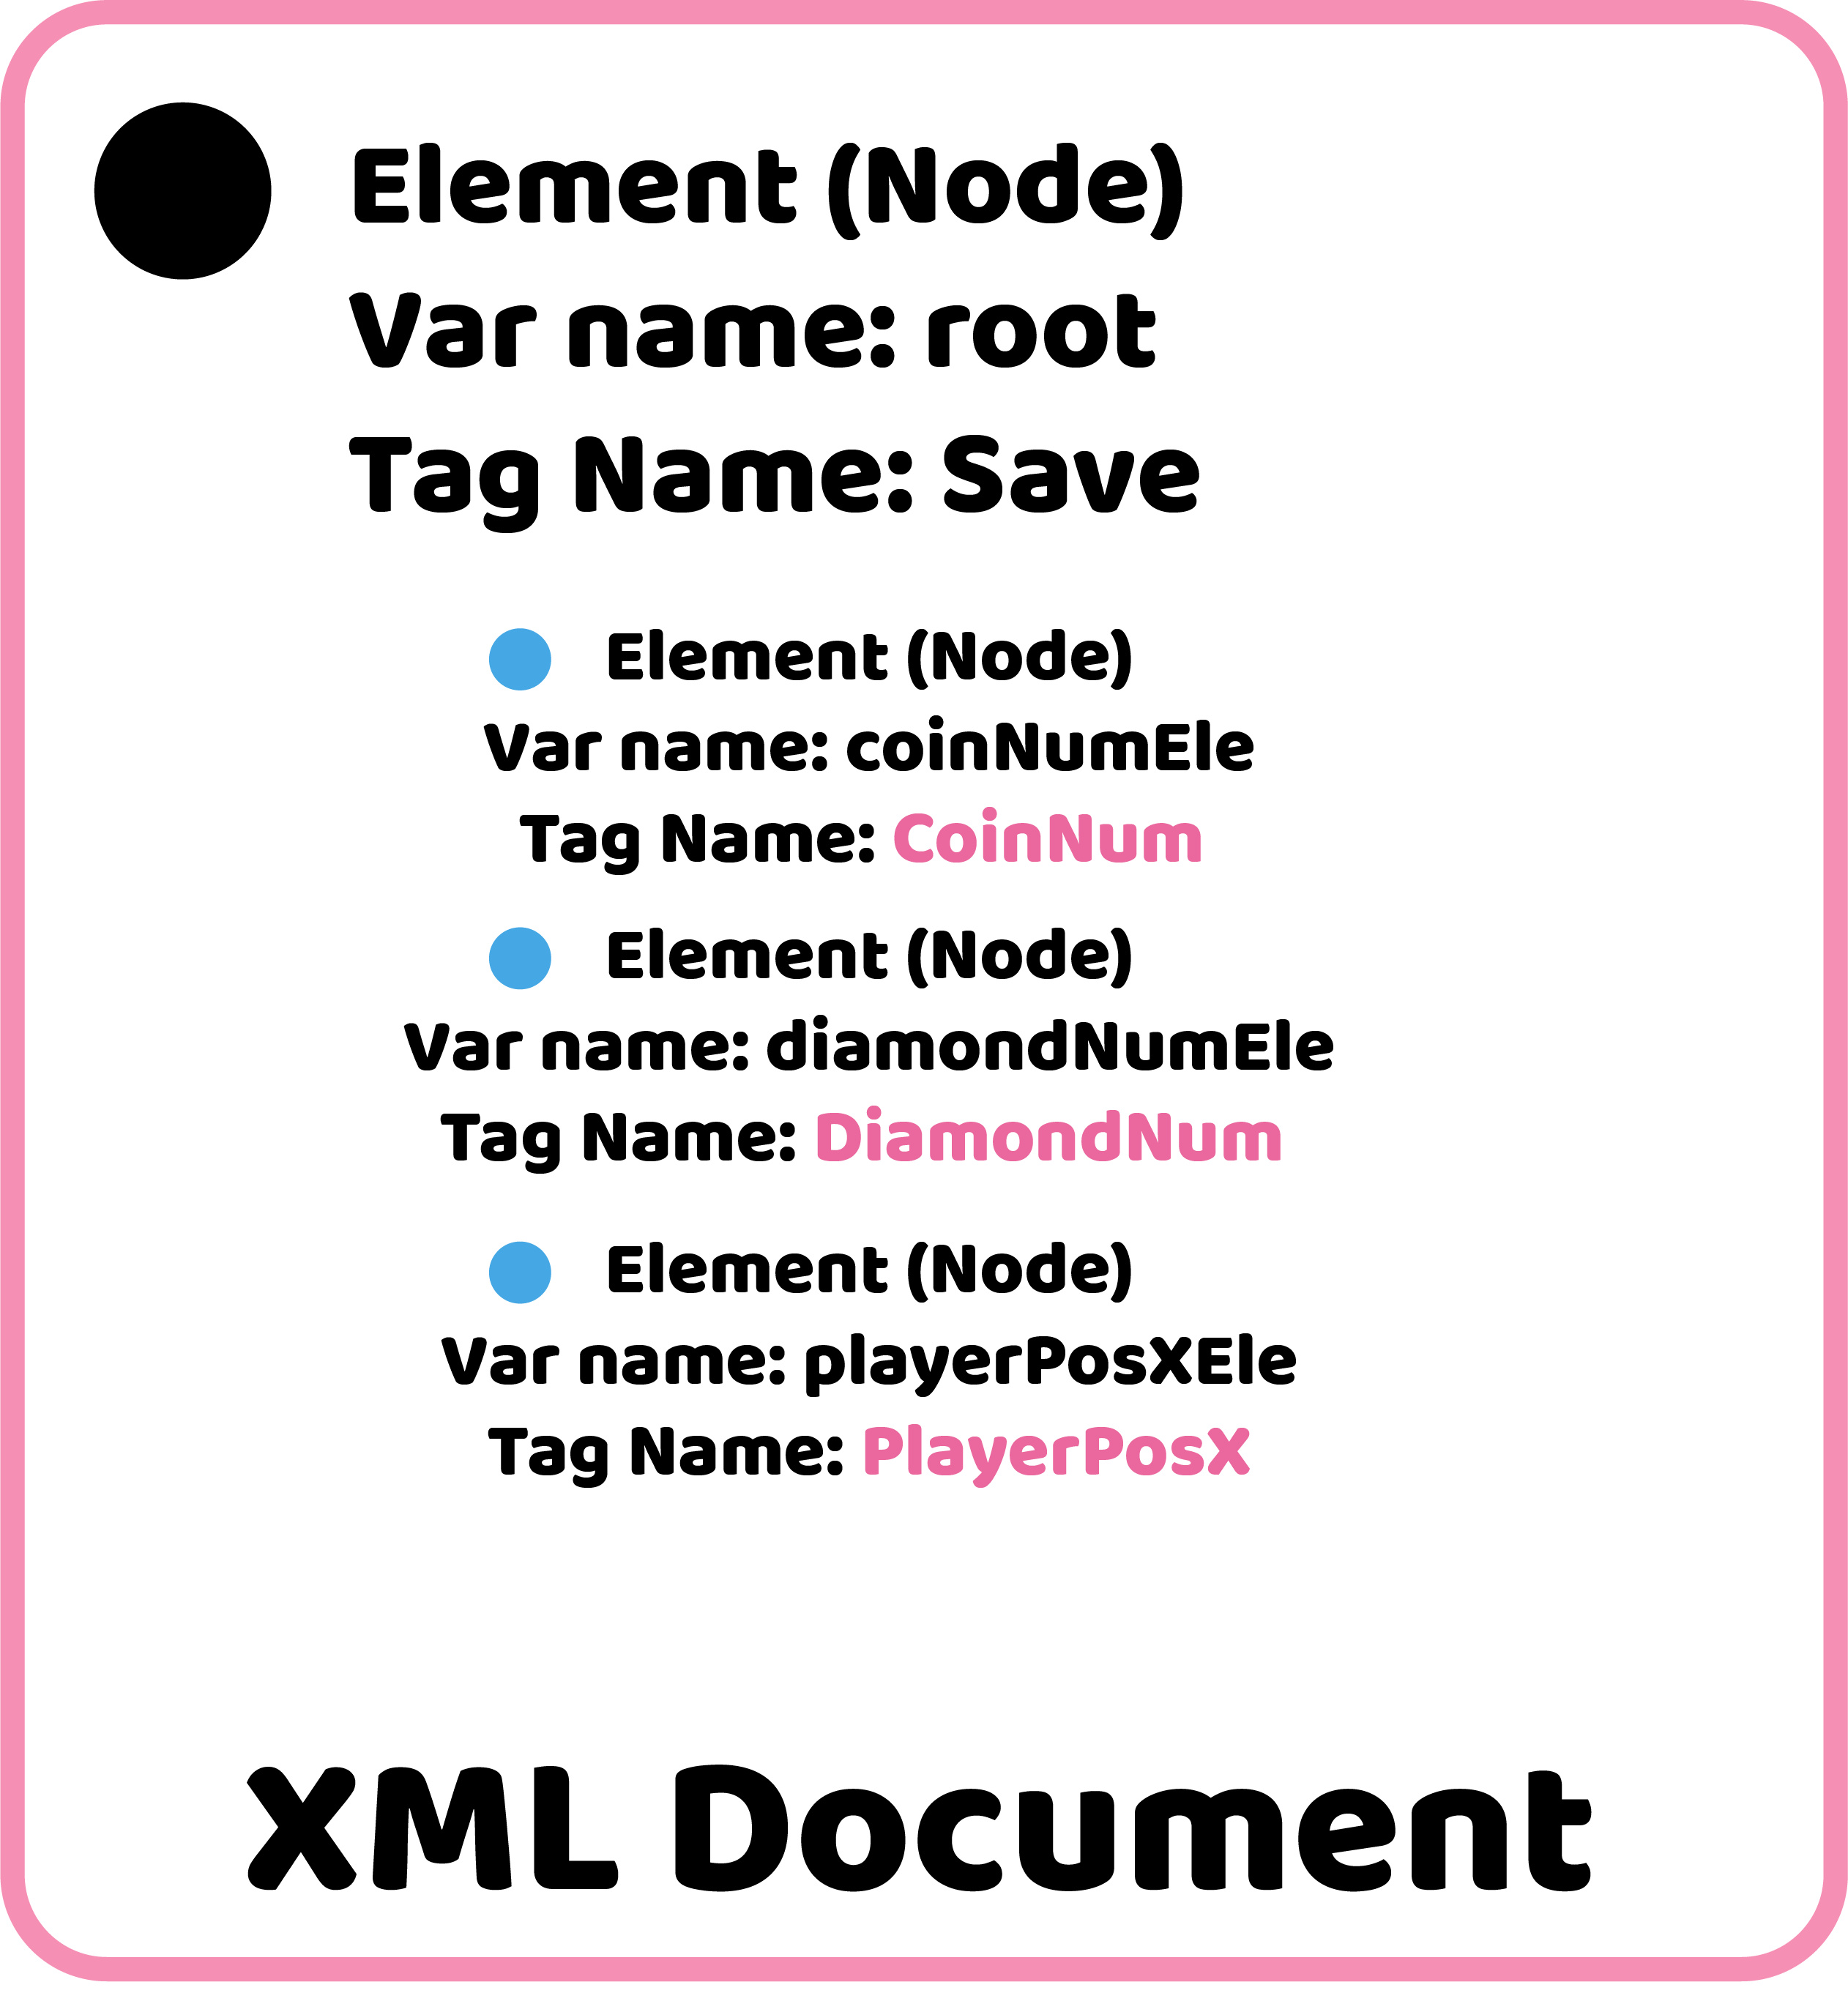 Element (Node)
Var name: root
Tag Name: Save
Element (Node)
Var name: coinNumEle
Tag Name: CoinNum
Element (Node)
Var name: diamondNumEle
Tag Name: DiamondNum
Element (Node)
Var name: playerPosXEle
Tag Name: PlayerPosX
XML Document